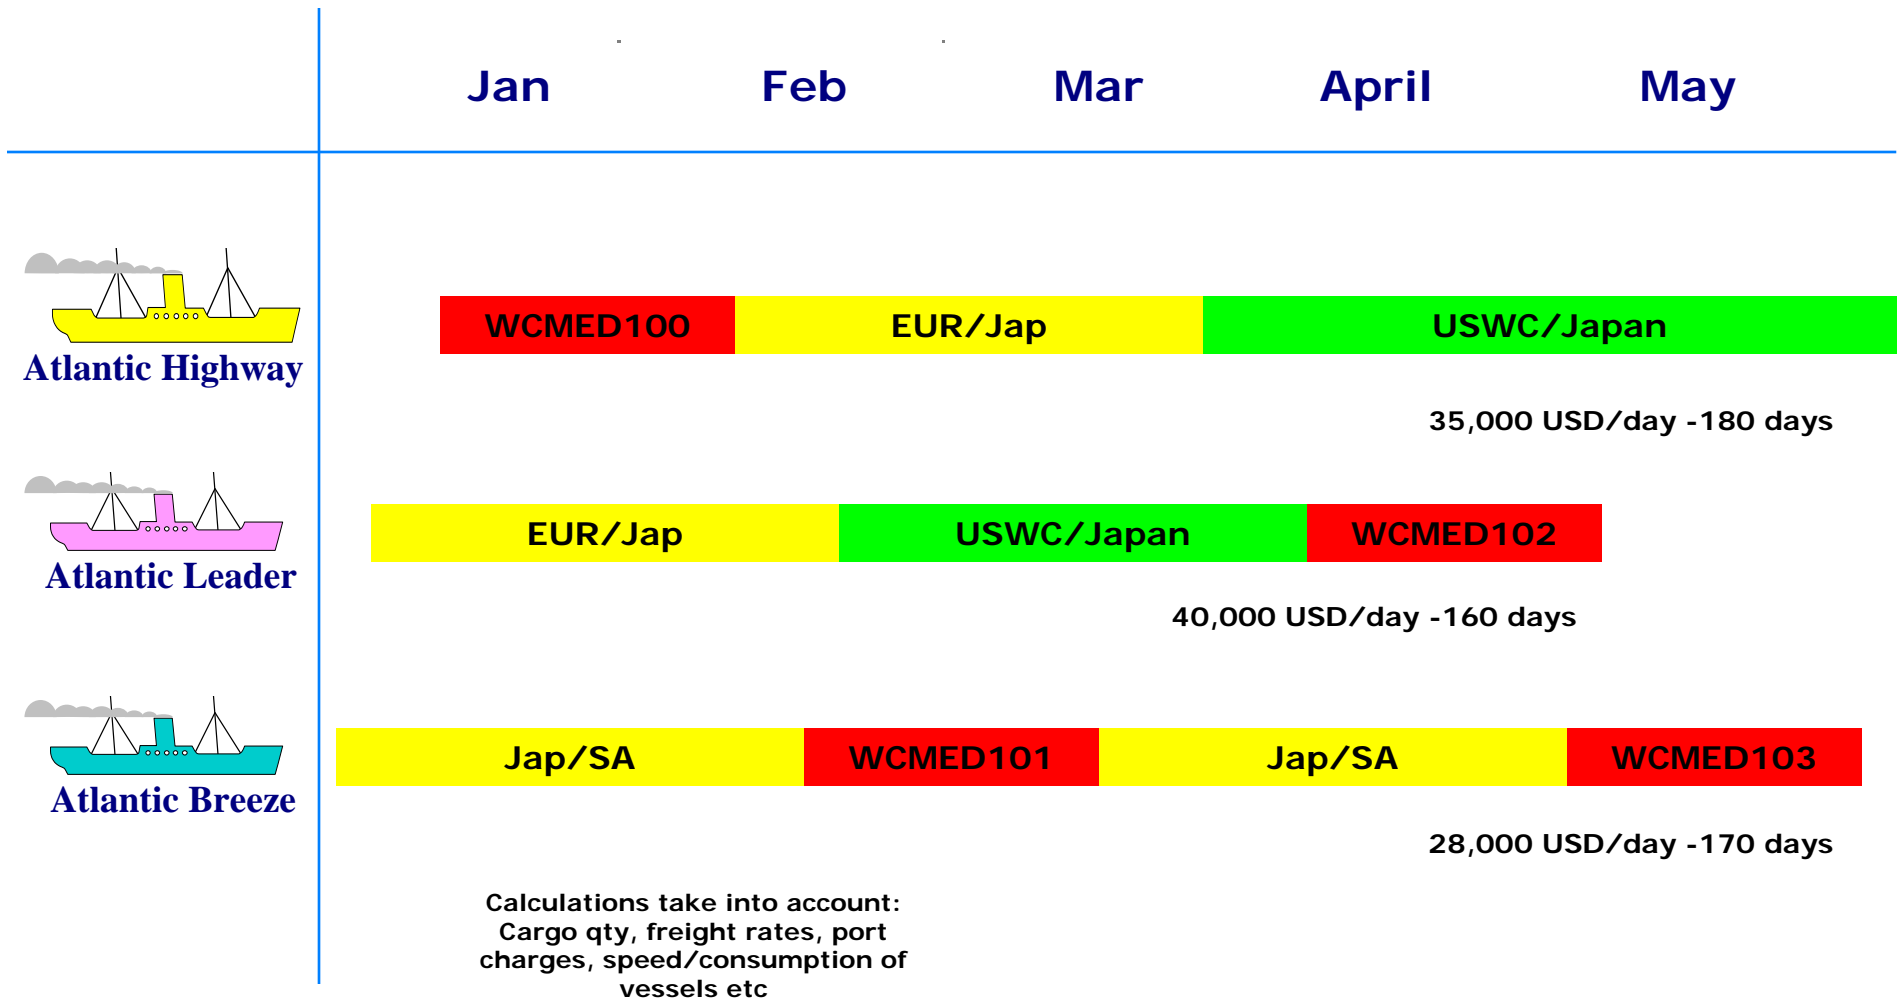 Jan Feb Mar April May
WCMED100 EUR/Jap USWC/Japan
Atlantic Highway
35,000 USD/day -180 days
EUR/Jap USWC/Japan WCMED102
Atlantic Leader
40,000 USD/day -160 days
Jap/SA WCMED101 Jap/SA WCMED103
Atlantic Breeze
28,000 USD/day -170 days
Calculations take into account:
Cargo qty, freight rates, port
charges, speed/consumption of
vessels etc